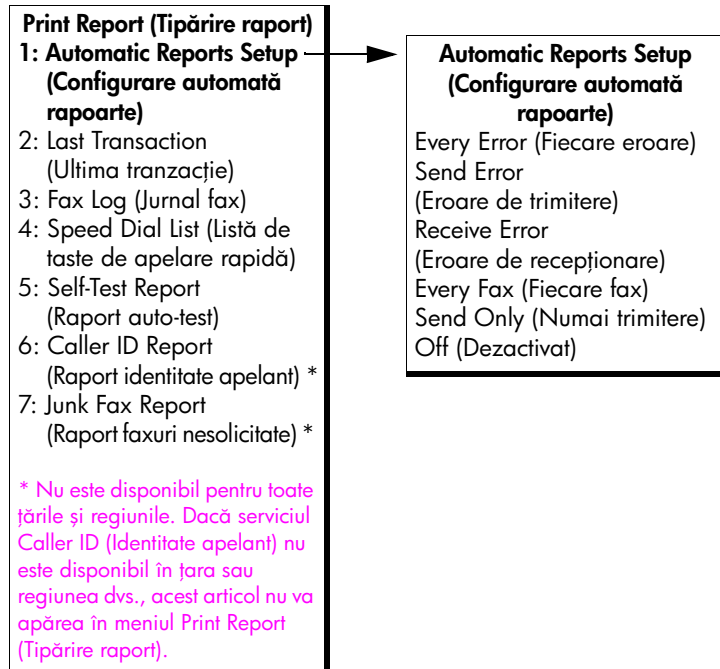 Print Report (Tipărire raport)
1: Automatic Reports Setup
(Configurare automată
rapoarte)
2: Last Transaction
(Ultima tranzacţie)
3: Fax Log (Jurnal fax)
4: Speed Dial List (Listă de
taste de apelare rapidă)
5: Self-Test Report
(Raport auto-test)
6: Caller ID Report
(Raport identitate apelant) *
7: Junk Fax Report
(Raport faxuri nesolicitate) *
* Nu este disponibil pentru toate
ţările şi regiunile. Dacă serviciul
Caller ID (Identitate apelant) nu
este disponibil în ţara sau
regiunea dvs., acest articol nu va
apărea în meniul Print Report
(Tipărire raport).
Automatic Reports Setup
(Configurare automată
rapoarte)
Every Error (Fiecare eroare)
Send Error
(Eroare de trimitere)
Receive Error
(Eroare de recepţionare)
Every Fax (Fiecare fax)
Send Only (Numai trimitere)
Off (Dezactivat)